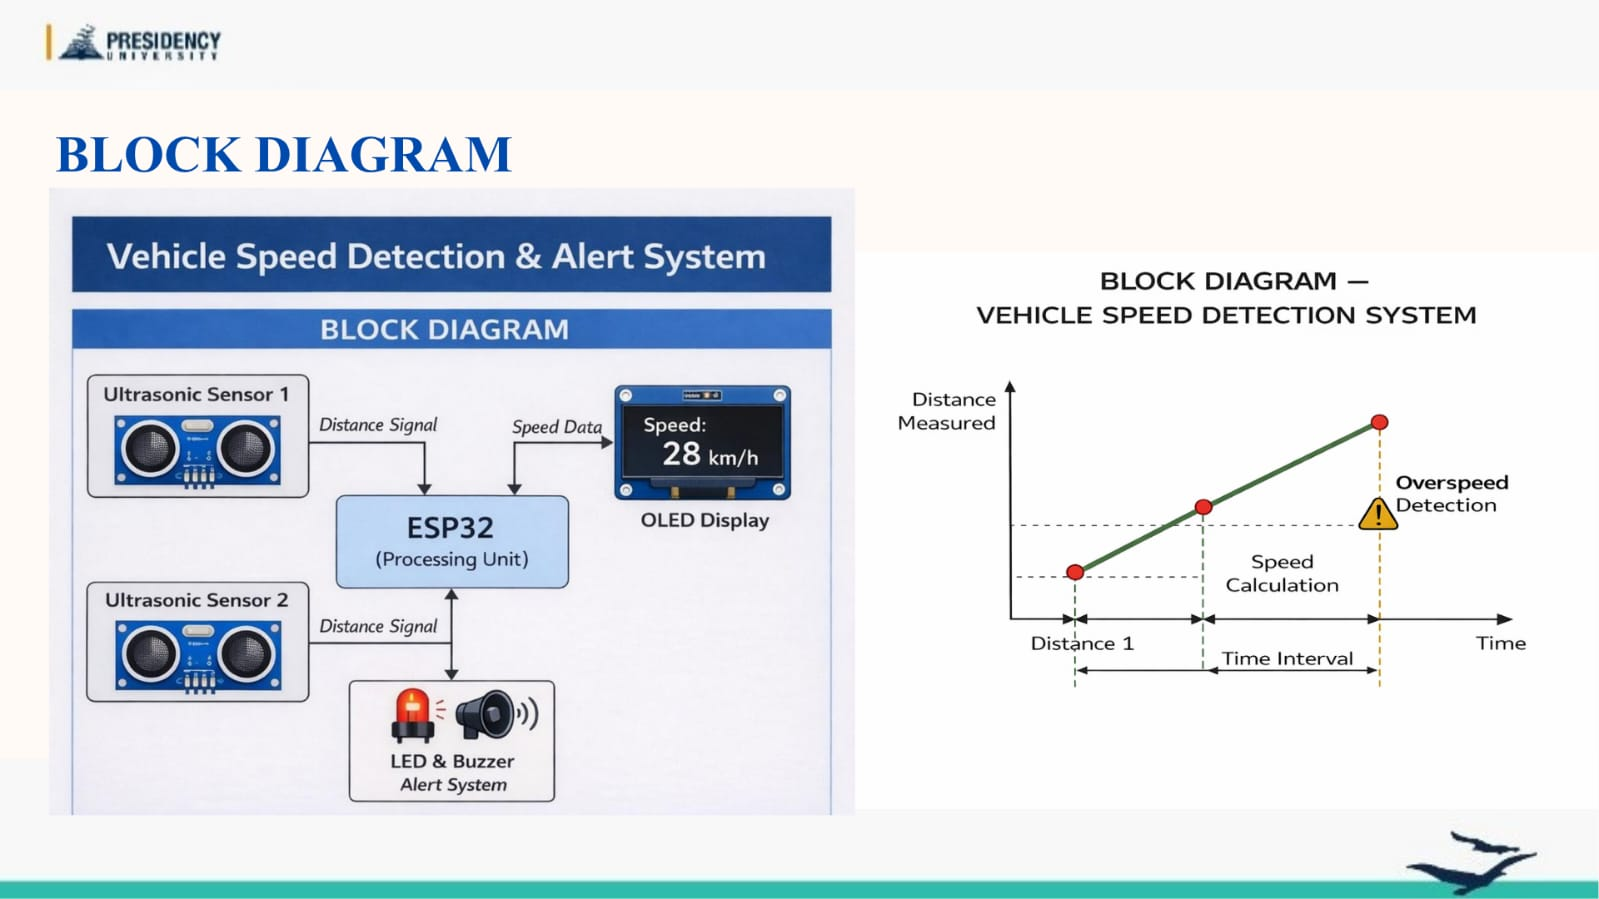 PRESIDENCY
UNIVERSITY
BLOCK DIAGRAM
Vehicle Speed Detection & Alert System
BLOCK DIAGRAM
Ultrasonic Sensor 1
Distance Signal
Speed Data
Speed:
28 km/h
OLED Display
ESP32
(Processing Unit)
Ultrasonic Sensor 2
Distance Signal
LED & Buzzer
Alert System
BLOCK DIAGRAM —
VEHICLE SPEED DETECTION SYSTEM
Distance
Measured
Overspeed
Detection
Speed
Calculation
Distance 1
Time Interval
Time